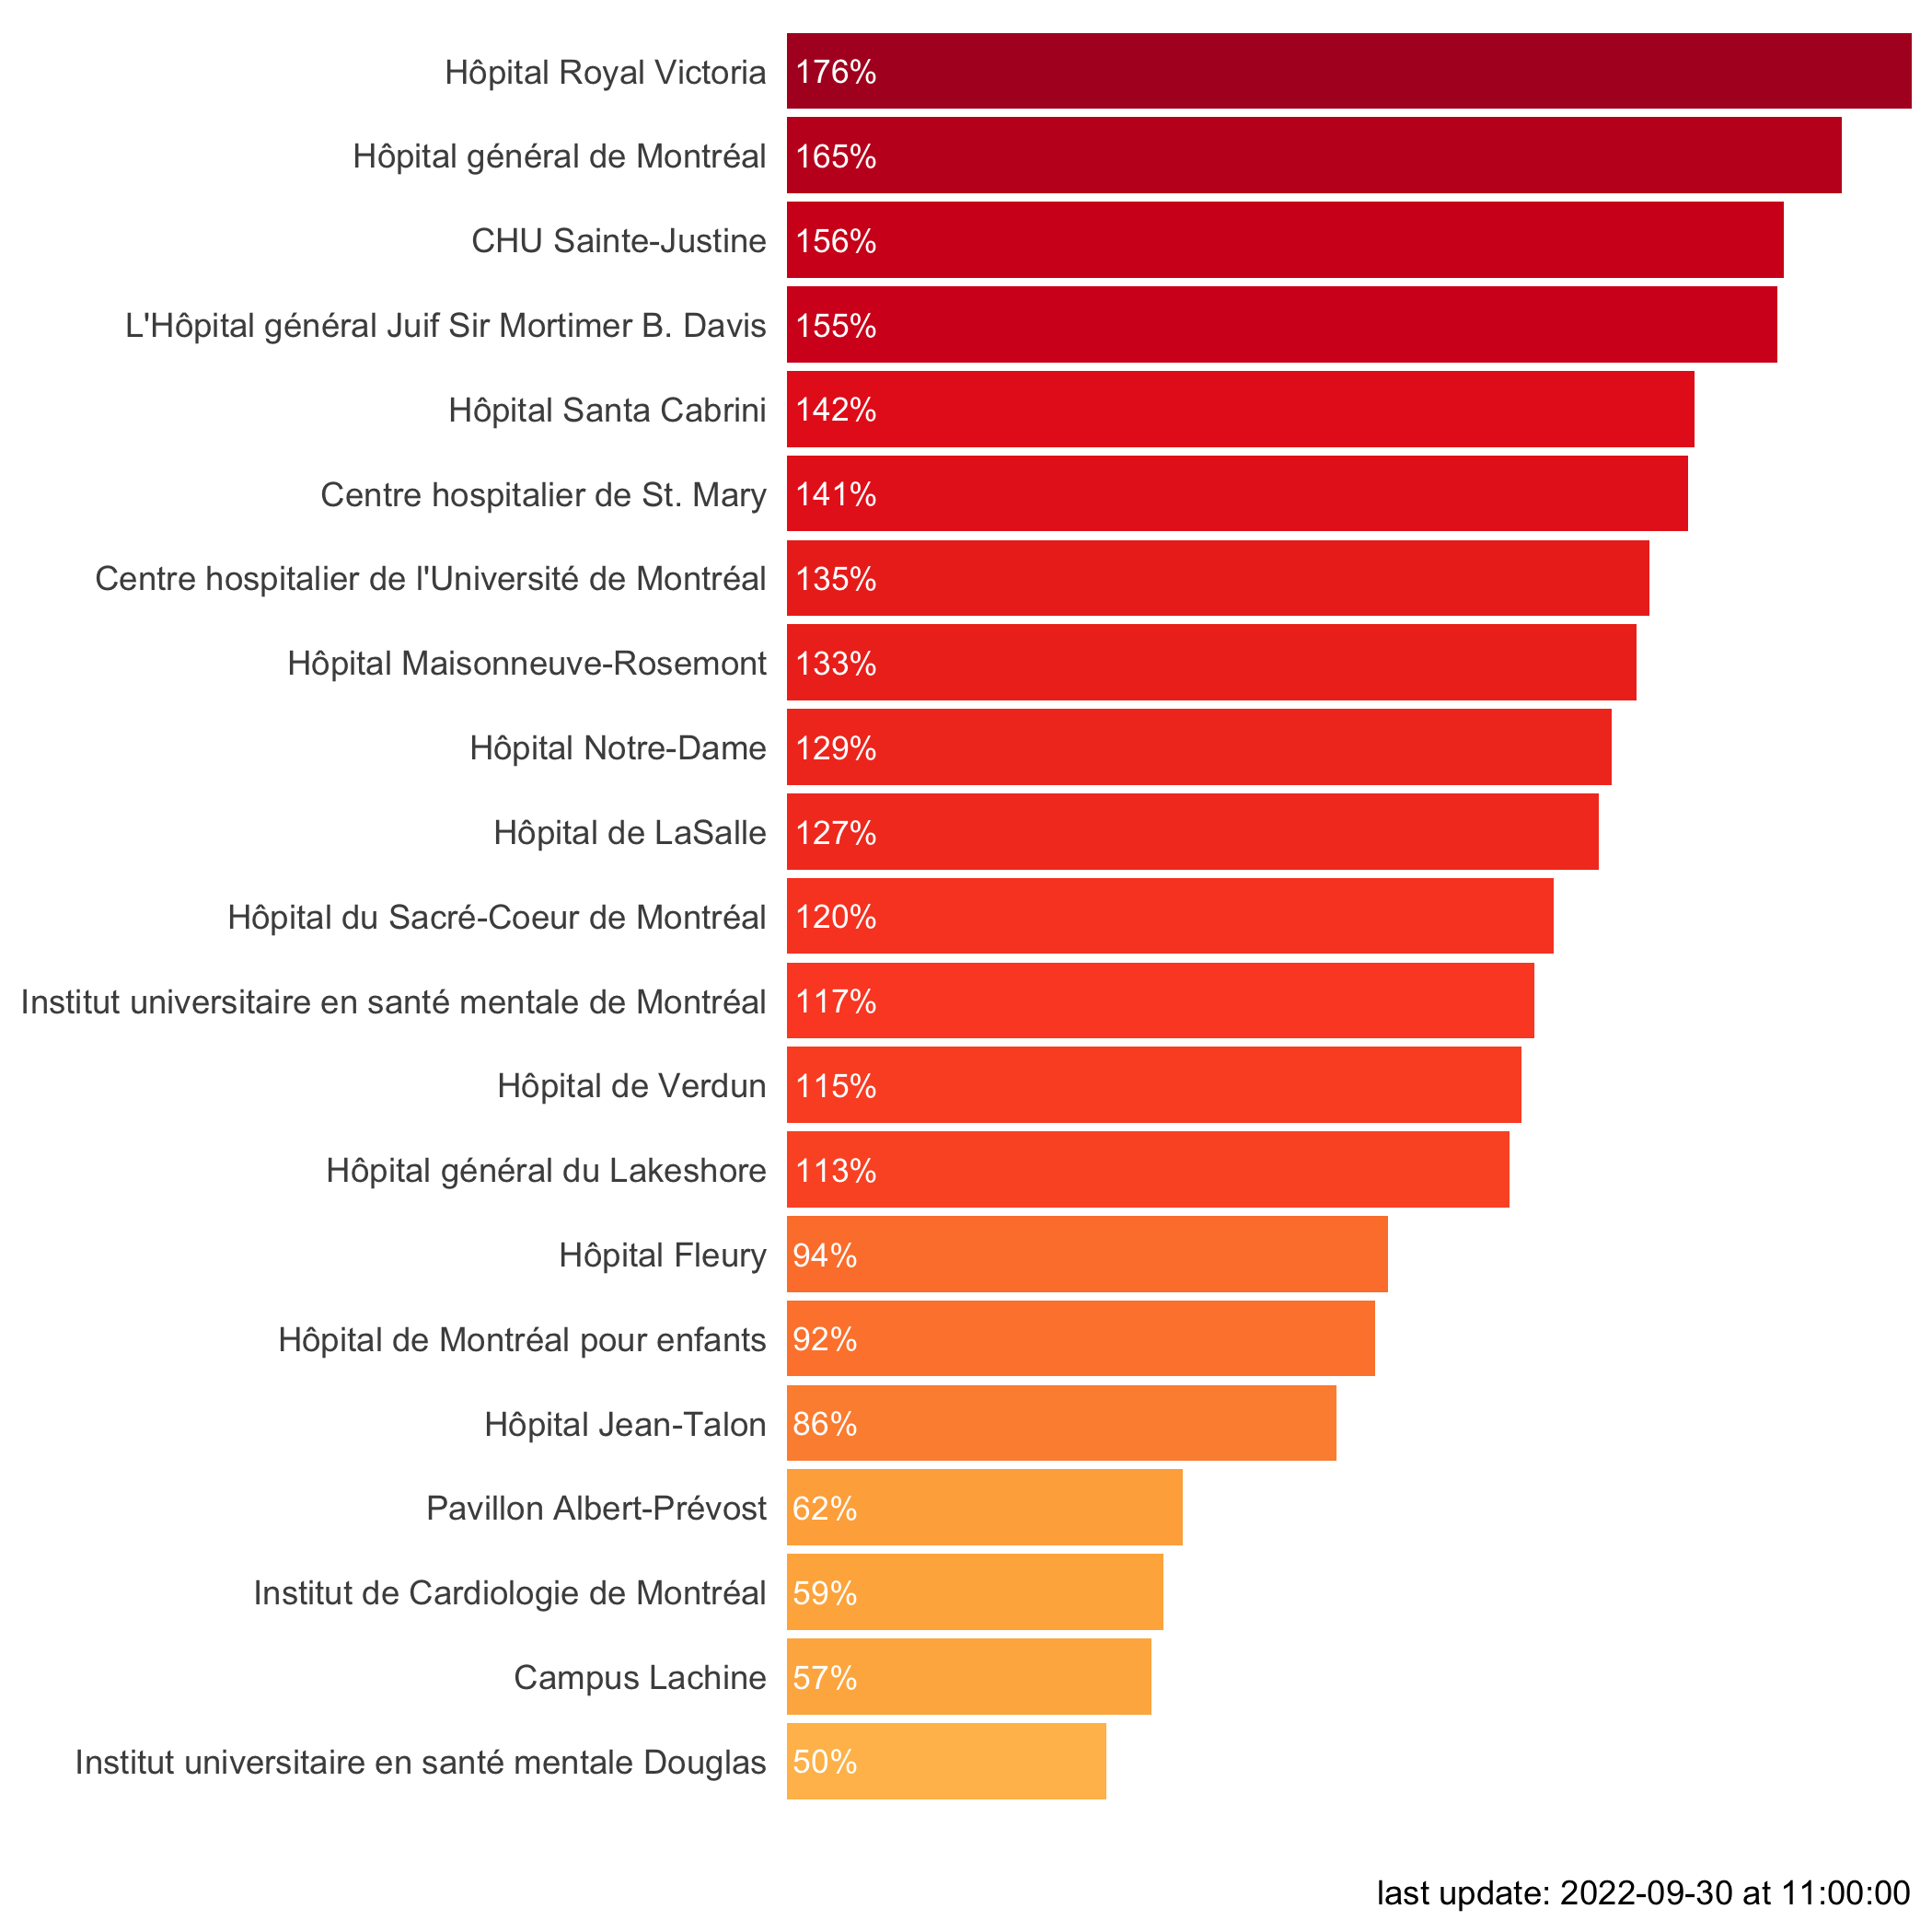 Hôpital Royal Victoria 176%
Hôpital général de Montréal 165%
CHU Sainte-Justine 156%
L'Hôpital général Juif Sir Mortimer B. Davis 155%
Hôpital Santa Cabrini 142%
Centre hospitalier de St. Mary 141%
Centre hospitalier de l'Université de Montréal 135%
Hôpital Maisonneuve-Rosemont 133%
Hôpital Notre-Dame 129%
Hôpital de LaSalle 127%
Hôpital du Sacré-Coeur de Montréal 120%
Institut universitaire en santé mentale de Montréal 117%
Hôpital de Verdun 115%
Hôpital général du Lakeshore 113%
Hôpital Fleury 94%
Hôpital de Montréal pour enfants 92%
Hôpital Jean-Talon 86%
Pavillon Albert-Prévost 62%
Institut de Cardiologie de Montréal 59%
Campus Lachine 57%
Institut universitaire en santé mentale Douglas 50%
last update: 2022-09-30 at 11:00:00